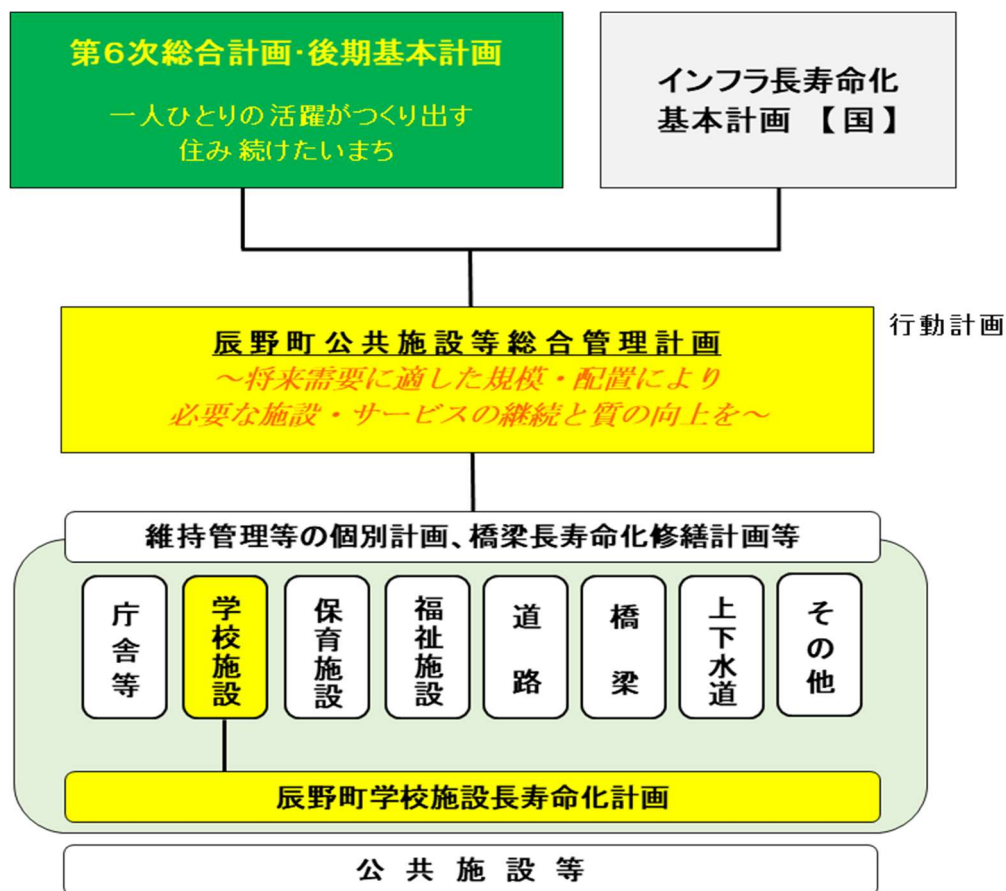 第6次総合計画・後期基本計画
一人ひとりの活躍がつくり出す
住み続けたいまち
インフラ長寿命化
基本計画 【国】
行動計画
辰野町公共施設等総合管理計画
～将来需要に適した規模・配置により
必要な施設・サービスの継続と質の向上を～
維持管理等の個別計画、橋梁長寿命化修繕計画等
庁舎等
学校施設
保育施設
福祉施設
道路
橋梁
上下水道
その他
辰野町学校施設長寿命化計画
公共施設等